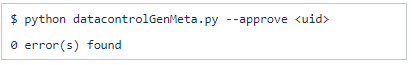 $ python datacontrolGenMeta.py --approve <uid>
0 error(s) found